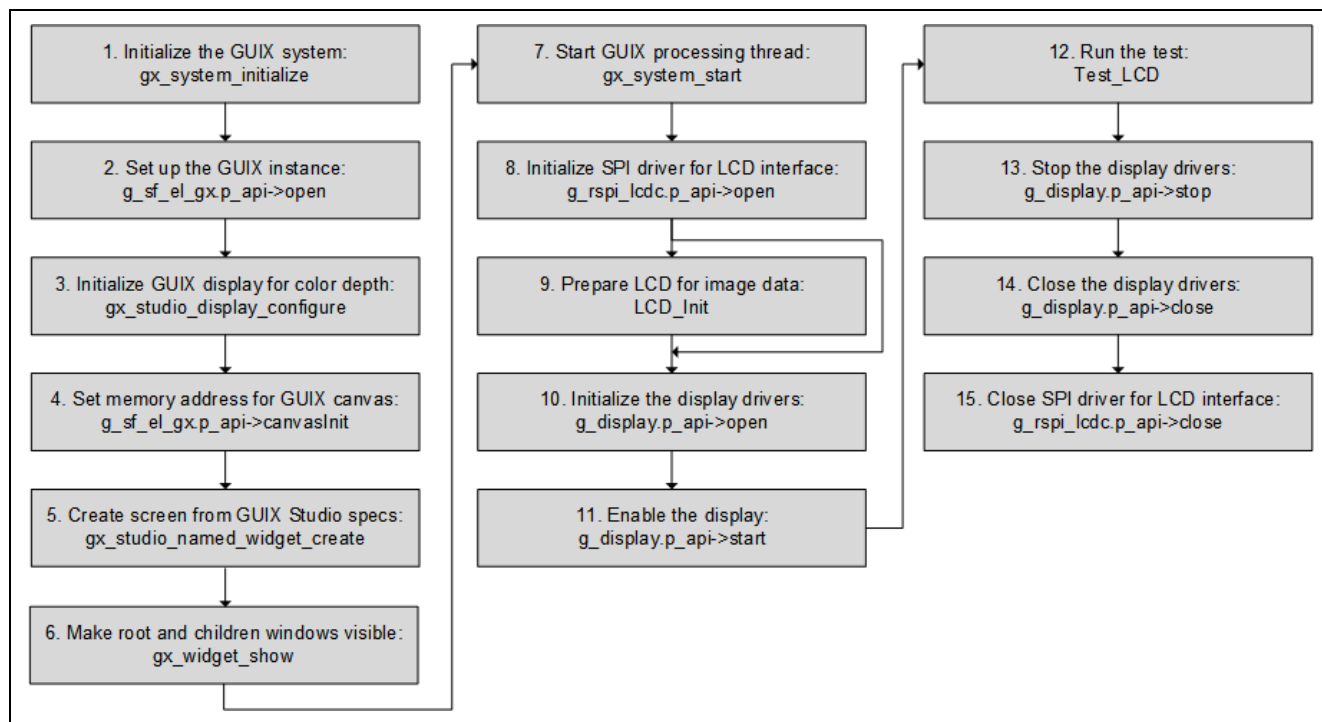 1. Initialize the GUIX system:
gx_system_initialize
2. Set up the GUIX instance:
g_sf_el_gx.p_api->open
3. Initialize GUIX display for color depth:
gx_studio_display_configure
4. Set memory address for GUIX canvas:
g_sf_el_gx.p_api->canvasInit
5. Create screen from GUIX Studio specs:
gx_studio_named_widget_create
6. Make root and children windows visible:
gx_widget_show
7. Start GUIX processing thread:
gx_system_start
8. Initialize SPI driver for LCD interface:
g_rspi_lcdc.p_api->open
9. Prepare LCD for image data:
LCD_Init
10. Initialize the display drivers:
g_display.p_api->open
11. Enable the display:
g_display.p_api->start
12. Run the test:
Test_LCD
13. Stop the display drivers:
g_display.p_api->stop
14. Close the display drivers:
g_display.p_api->close
15. Close SPI driver for LCD interface:
g_rspi_lcdc.p_api->close